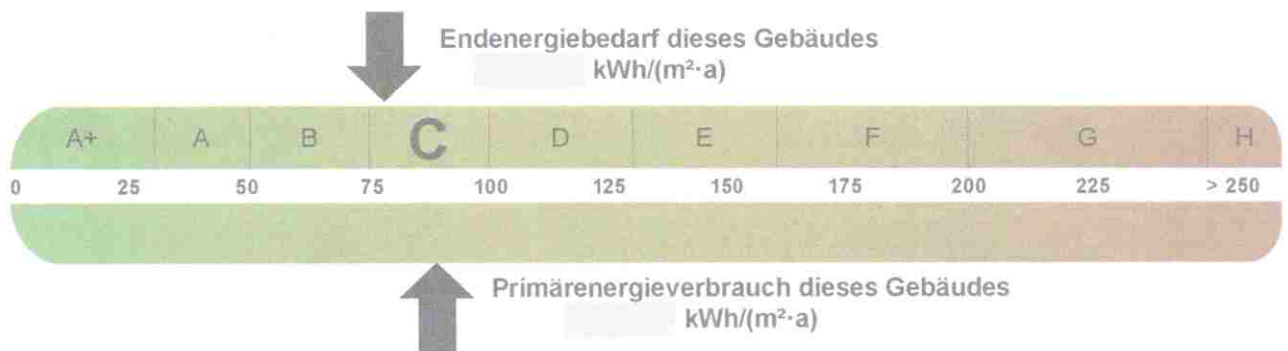 Endenergiebedarf dieses Gebäudes
kWh/(m²·a)
A+ A B C D E F G H
0 25 50 75 100 125 150 175 200 225 > 250
Primärenergieverbrauch dieses Gebäudes
kWh/(m²·a)